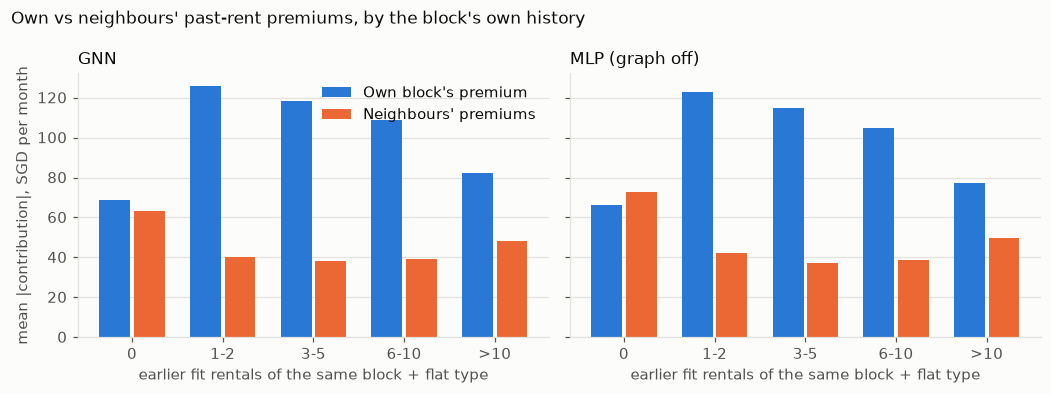 Own vs neighbours' past-rent premiums, by the block's own history
GNN
MLP (graph off)
Own block's premium
Neighbours' premiums
mean |contribution|, SGD per month
120
100
80
60
40
20
0
0 1-2 3-5 6-10 >10
earlier fit rentals of the same block + flat type
0 1-2 3-5 6-10 >10
earlier fit rentals of the same block + flat type